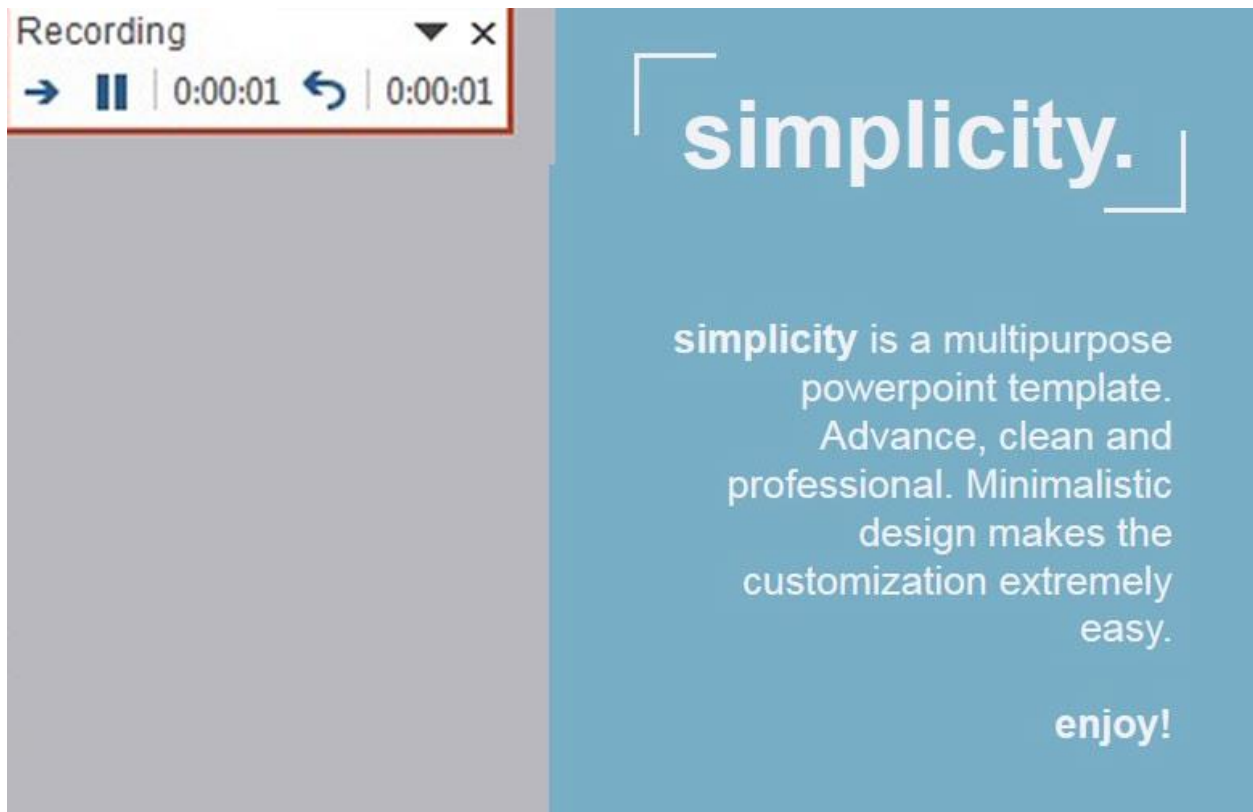 Recording
0:00:01 0:00:01
simplicity.
simplicity is a multipurpose
powerpoint template.
Advance, clean and
professional. Minimalistic
design makes the
customization extremely
easy.
enjoy!